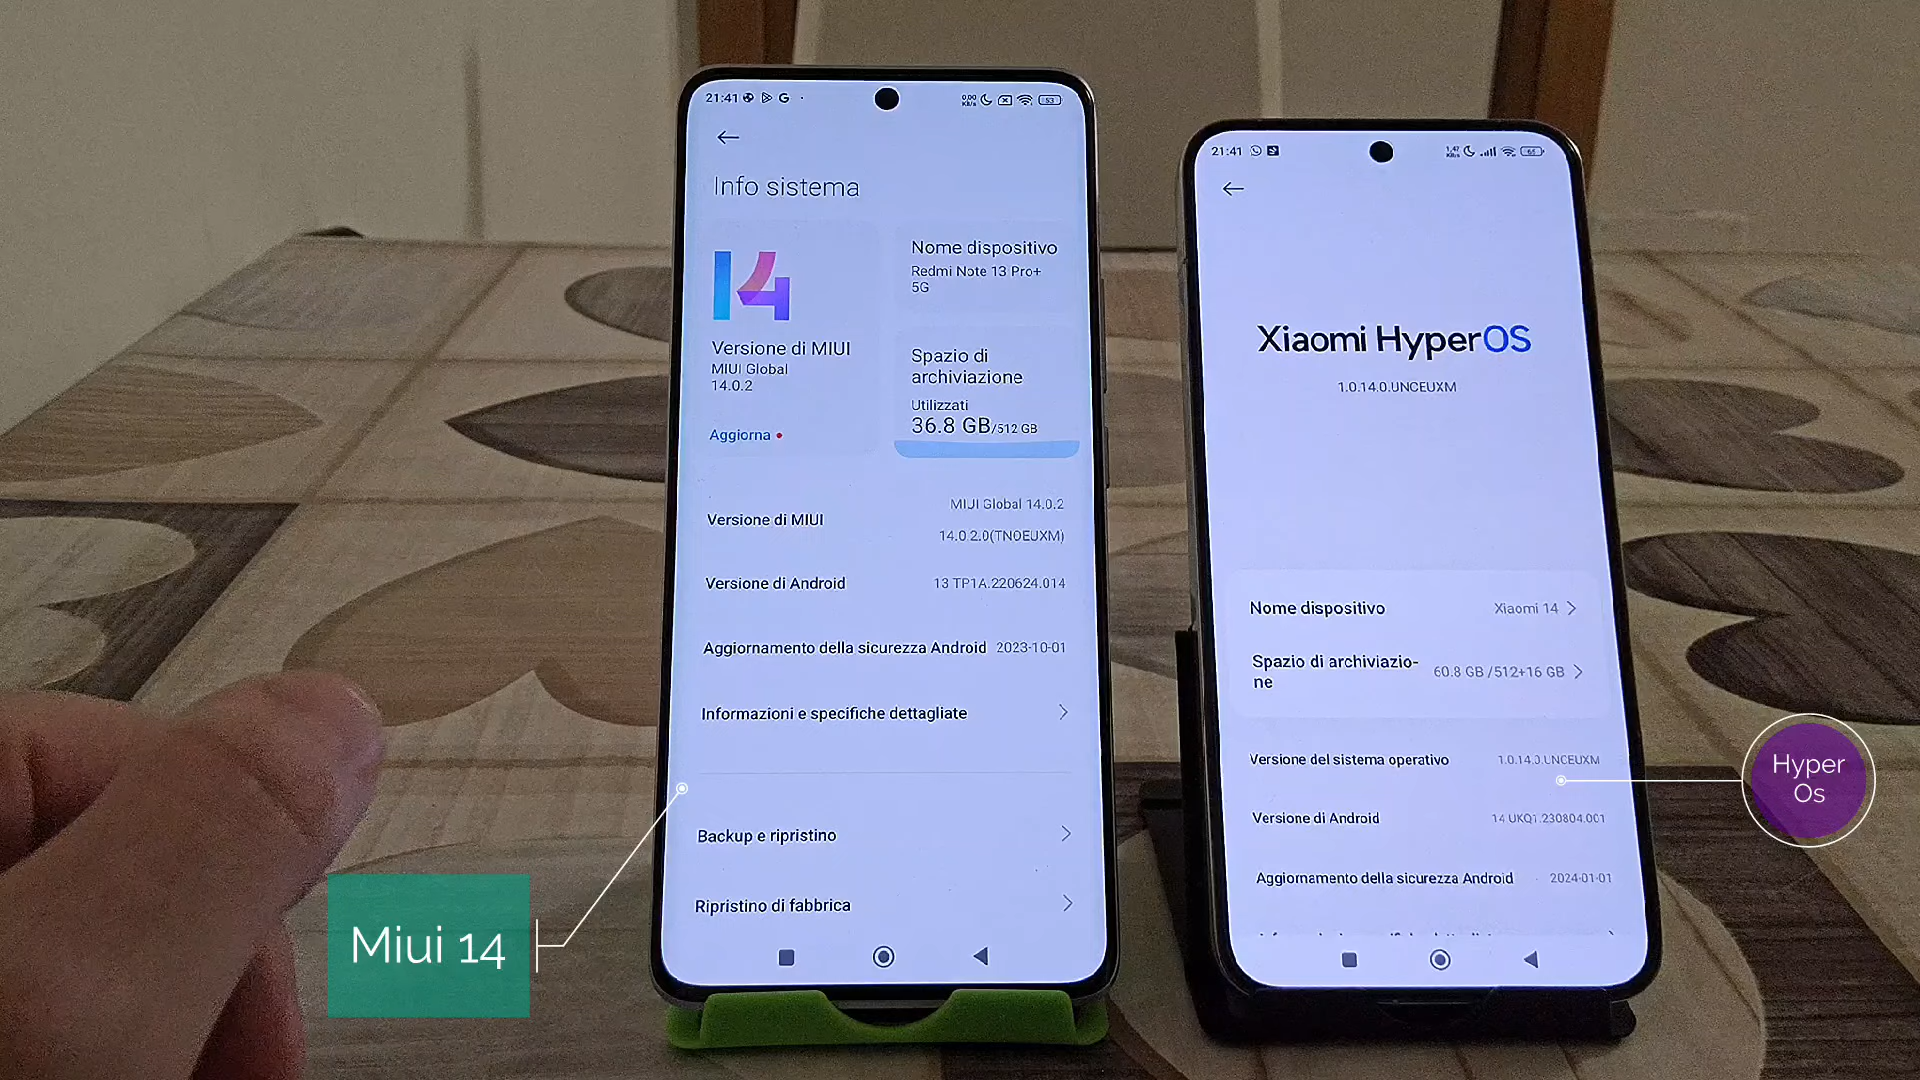 21:41
Info sistema
14
Versione di MIUI
MIUI Global
14.0.2
Aggiorna
Nome dispositivo
Redmi Note 13 Pro+
5G
Spazio di
archiviazione
Utilizzati
36.8 GB/512 GB
Versione di MIUI
MIUI Global 14.0.2
14.0.2.0(TNOEUXM)
Versione di Android 13 TP1A.220624.014
Aggiornamento della sicurezza Android 2023-10-01
Informazioni e specifiche dettagliate
Backup e ripristino
Ripristino di fabbrica
Miui 14
21:41
Xiaomi HyperOS
1.0.14.0.UNCEUXM
Nome dispositivo Xiaomi 14
Spazio di archiviazio-
ne
60.8 GB /512+16 GB
Versione del sistema operativo 1.0.14.0.UNCEUXM
Versione di Android 14 UKQ1.230804.001
Aggiornamento della sicurezza Android 2024-01-01
Hyper
Os